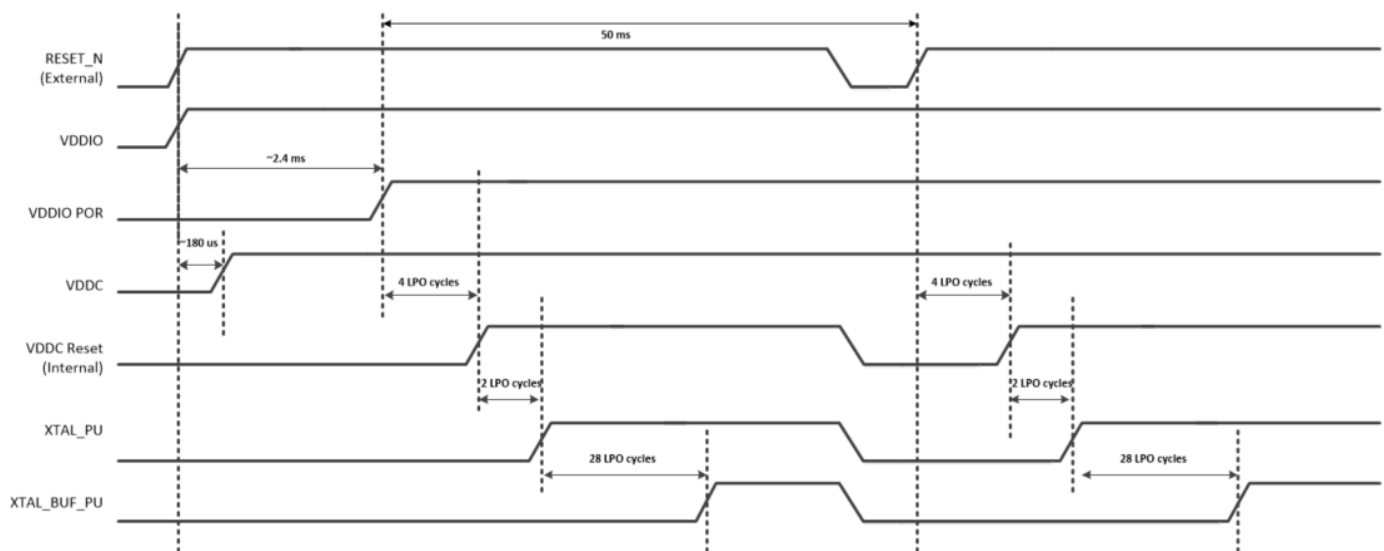 50 ms
RESET_N
(External)
VDDIO
~2.4 ms
VDDIO POR
~180 us
VDDC
4 LPO cycles
4 LPO cycles
VDDC Reset
(Internal)
2 LPO cycles
2 LPO cycles
XTAL_PU
28 LPO cycles
28 LPO cycles
XTAL_BUF_PU